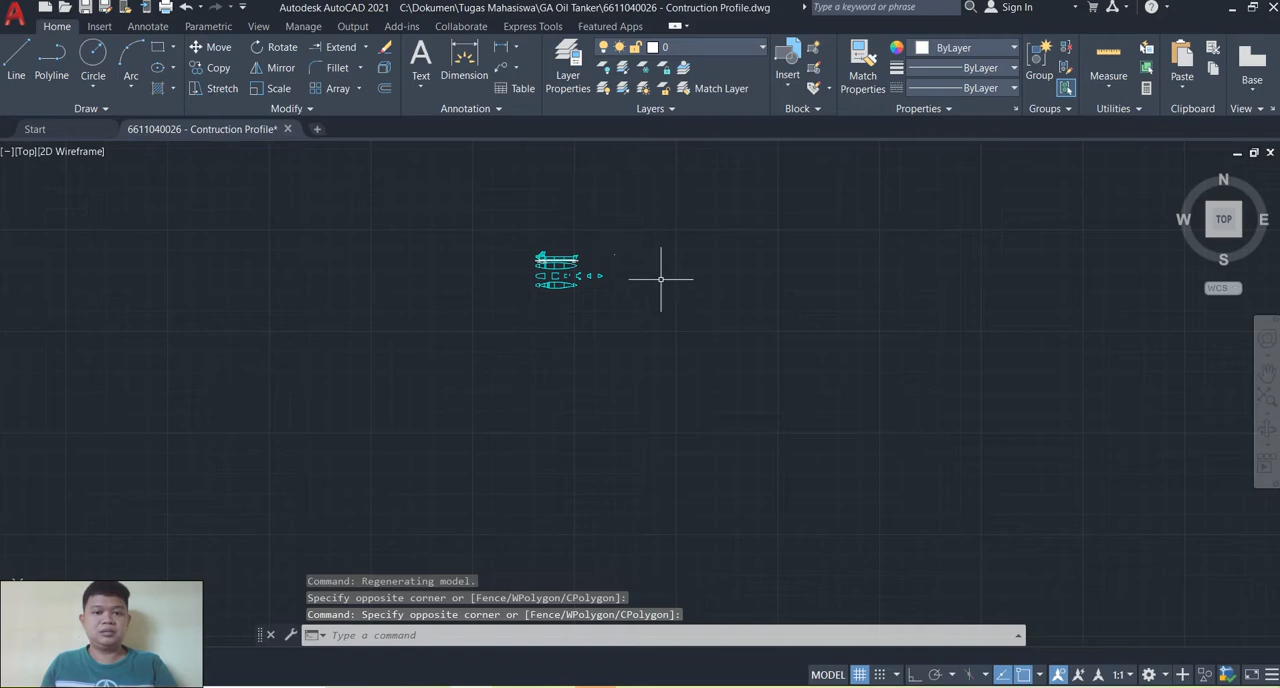 Autodesk AutoCAD 2021 C:\Dokumen\Tugas Mahasiswa\GA Oil Tanker\6611040026 - Contruction Profile.dwg Type a keyword or phrase Sign In
Home Insert Annotate Parametric View Manage Output Add-ins Collaborate Express Tools Featured Apps
Line Polyline Circle Arc
Move Rotate Extend
Copy Mirror Fillet
Stretch Scale Array
Text Dimension Table
Layer Properties
0
Match Layer
Insert
Match Properties
ByLayer
ByLayer
ByLayer
Group
Measure
Paste
Base
Draw Modify Annotation Layers Block Properties Groups Utilities Clipboard View
Start 6611040026 - Contruction Profile*
[−][Top][2D Wireframe]
N
W TOP E
S
WCS
Command: Regenerating model.
Specify opposite corner or [Fence/WPolygon/CPolygon]:
Command: Specify opposite corner or [Fence/WPolygon/CPolygon]:
Type a command
MODEL 1:1